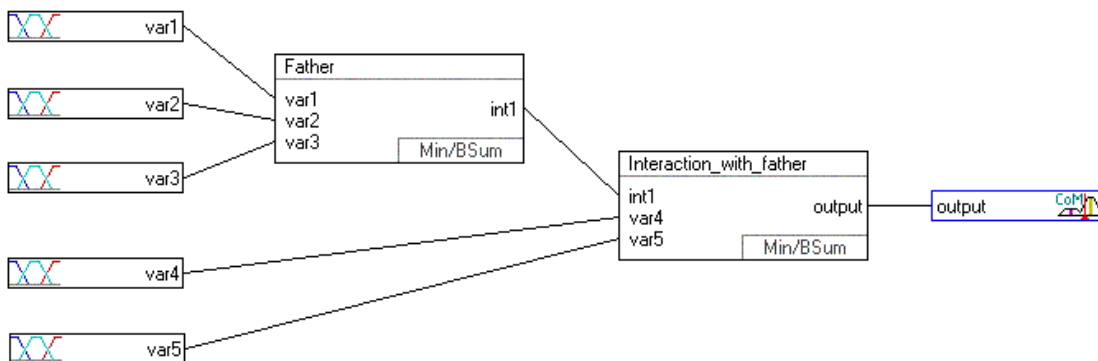 var1
var2
var3
var4
var5
Father
var1
var2
var3
int1
Min/BSum
Interaction_with_father
int1
var4
var5
output
Min/BSum
output
CoM